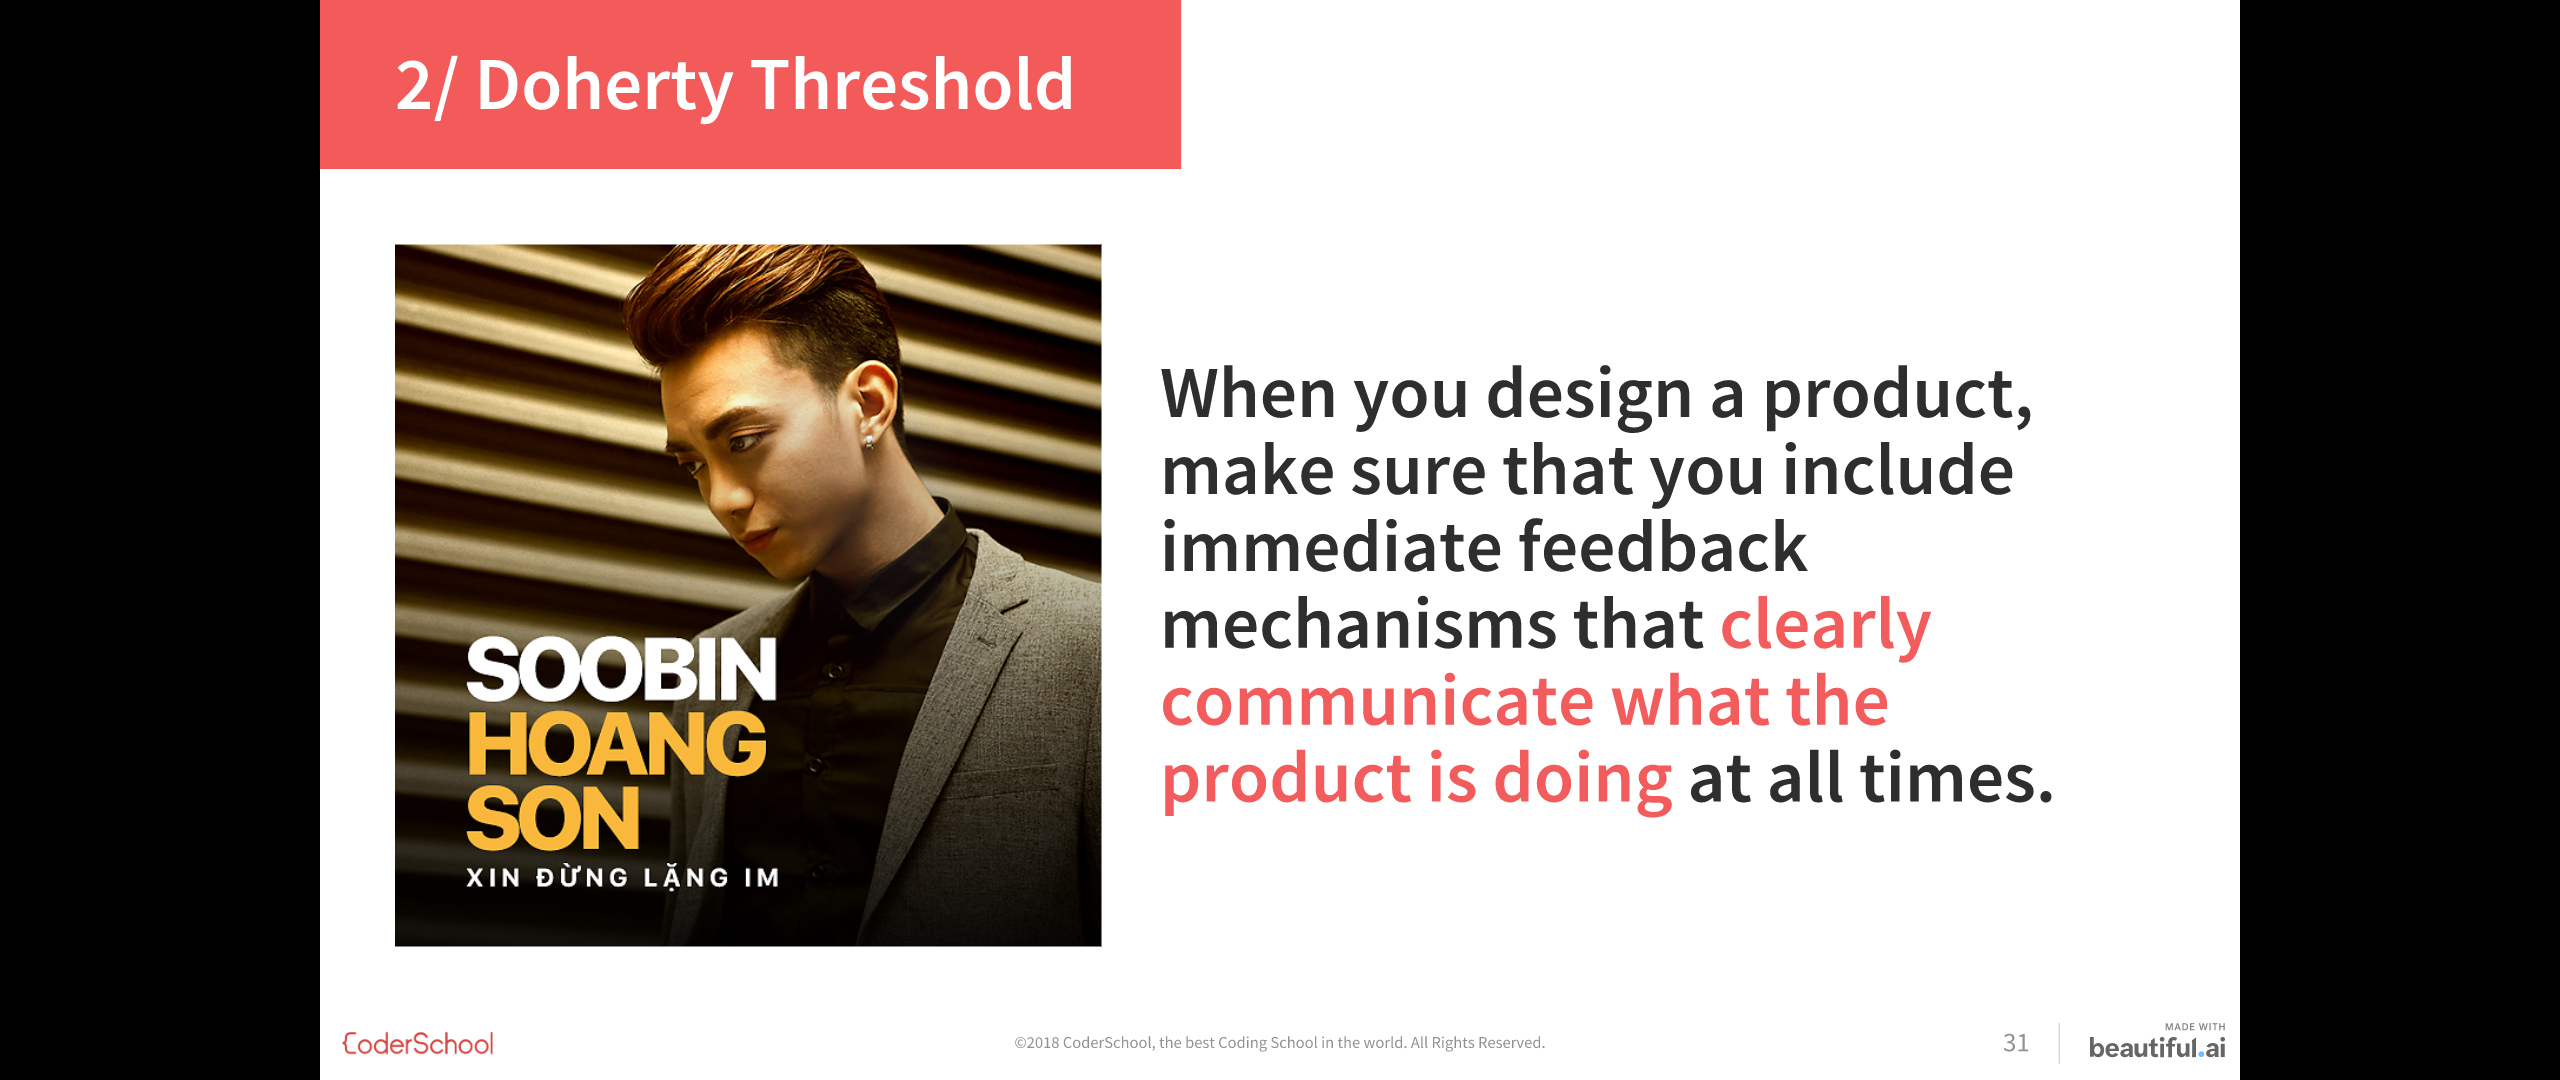 2/ Doherty Threshold
SOOBIN
HOANG
SON
XIN ĐỪNG LẶNG IM
When you design a product,
make sure that you include
immediate feedback
mechanisms that clearly
communicate what the
product is doing at all times.
CoderSchool
©2018 CoderSchool, the best Coding School in the world. All Rights Reserved.
31
MADE WITH
beautiful.ai